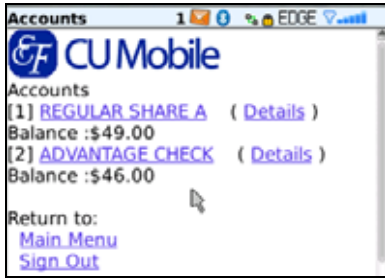 Accounts 1 EDGE
EF CU Mobile
Accounts
[1] REGULAR SHARE A ( Details )
Balance :$49.00
[2] ADVANTAGE CHECK ( Details )
Balance :$46.00
Return to:
Main Menu
Sign Out